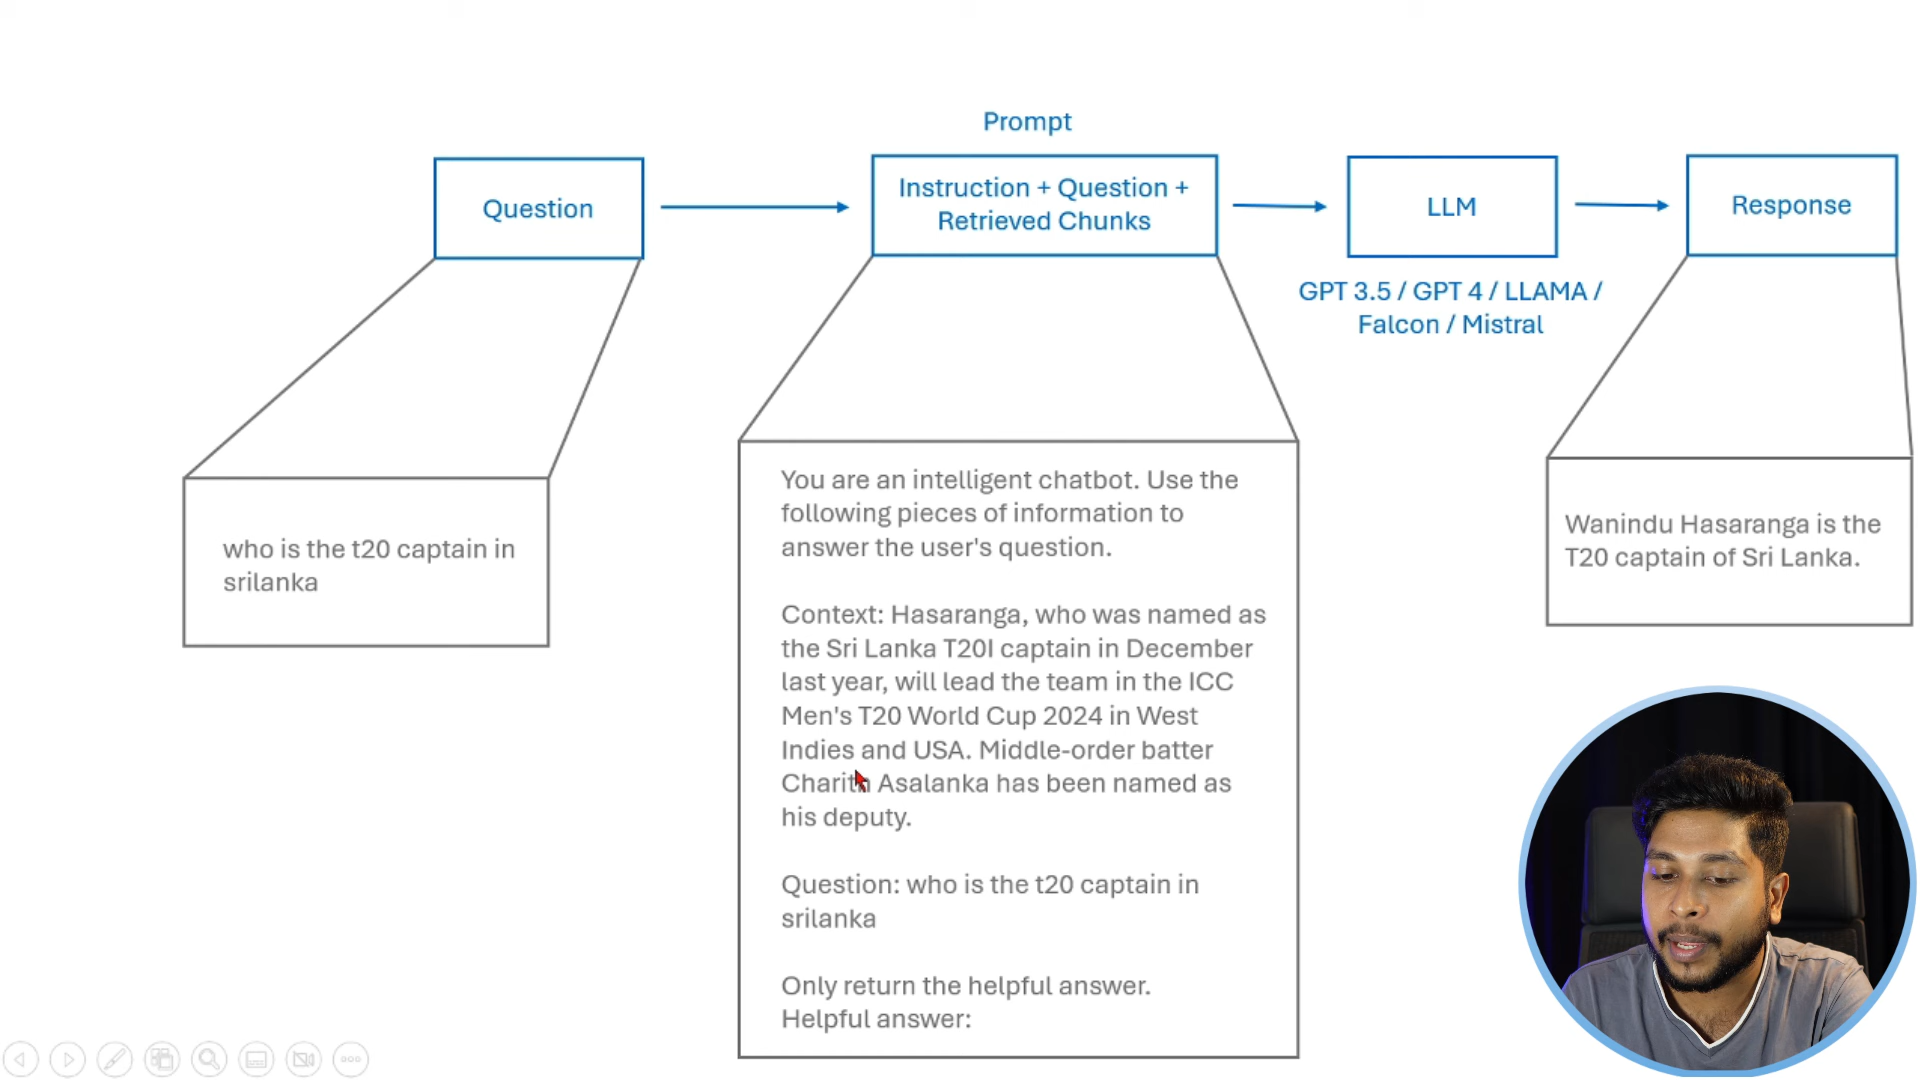 Prompt
Question
Instruction + Question +
Retrieved Chunks
LLM
Response
GPT 3.5 / GPT 4 / LLAMA /
Falcon / Mistral
who is the t20 captain in
srilanka
You are an intelligent chatbot. Use the
following pieces of information to
answer the user's question.
Context: Hasaranga, who was named as
the Sri Lanka T20I captain in December
last year, will lead the team in the ICC
Men's T20 World Cup 2024 in West
Indies and USA. Middle-order batter
Charith Asalanka has been named as
his deputy.
Question: who is the t20 captain in
srilanka
Only return the helpful answer.
Helpful answer:
Wanindu Hasaranga is the
T20 captain of Sri Lanka.